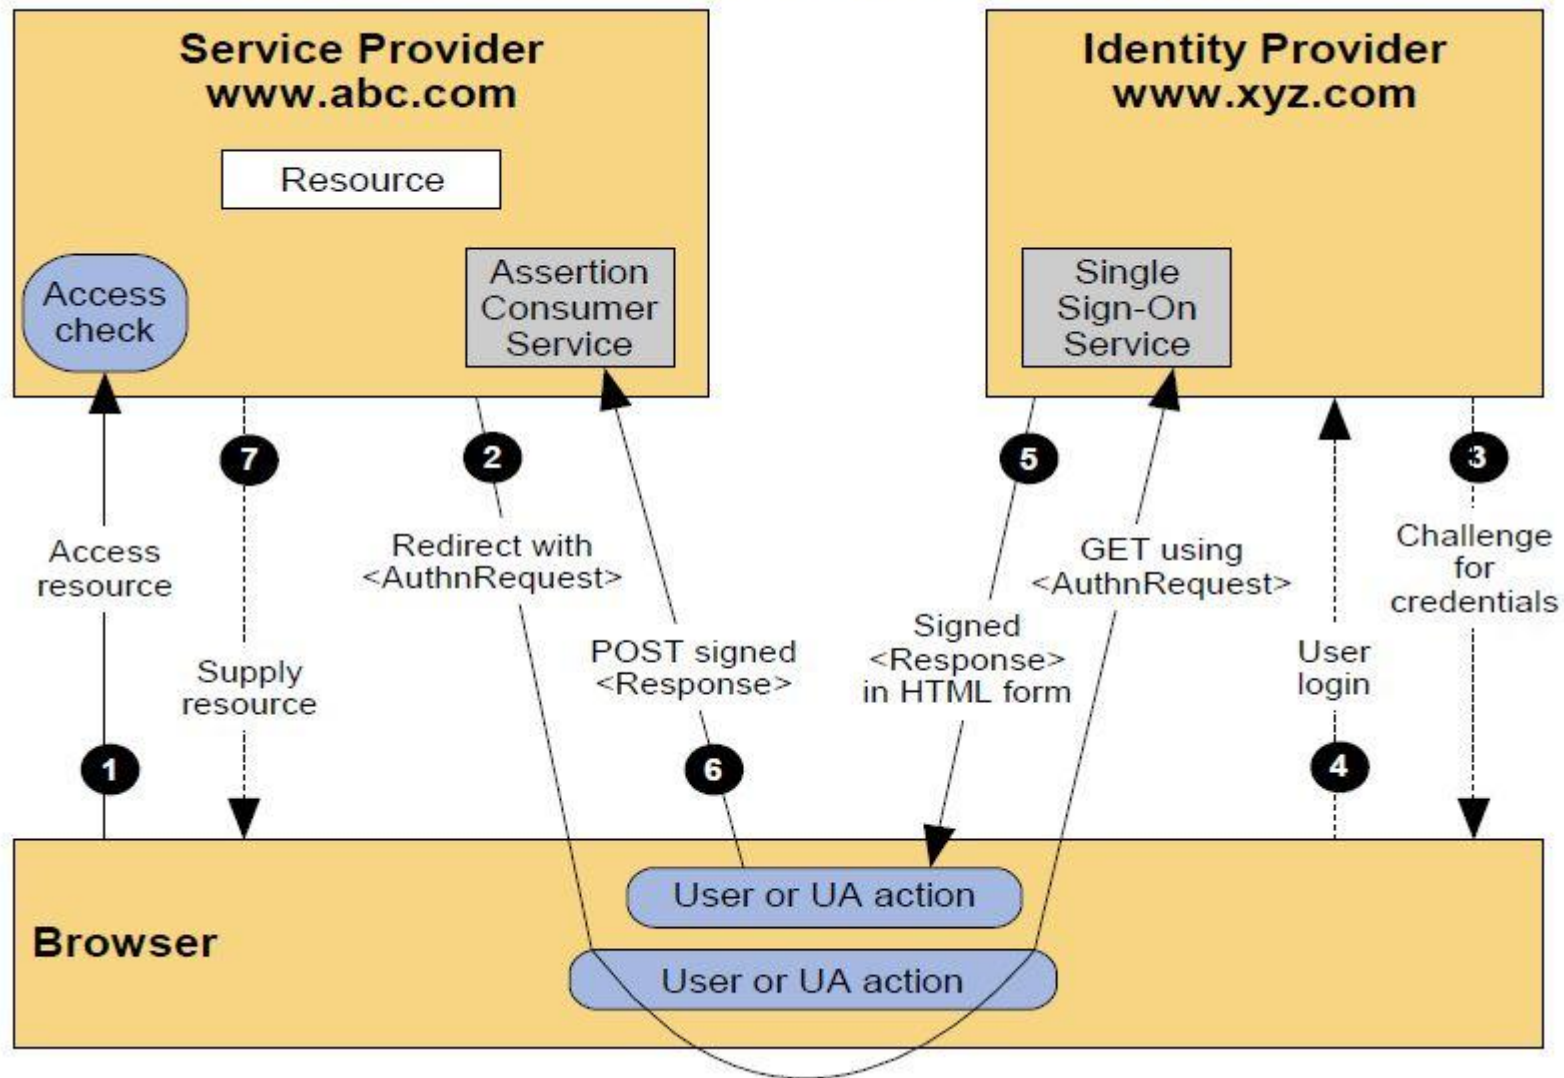 Service Provider
www.abc.com
Resource
Access
check
Assertion
Consumer
Service
Identity Provider
www.xyz.com
Single
Sign-On
Service
7
2
5
3
Access
resource
Redirect with
<AuthnRequest>
GET using
<AuthnRequest>
Challenge
for
credentials
Supply
resource
POST signed
<Response>
Signed
<Response>
in HTML form
User
login
1
6
4
User or UA action
Browser
User or UA action